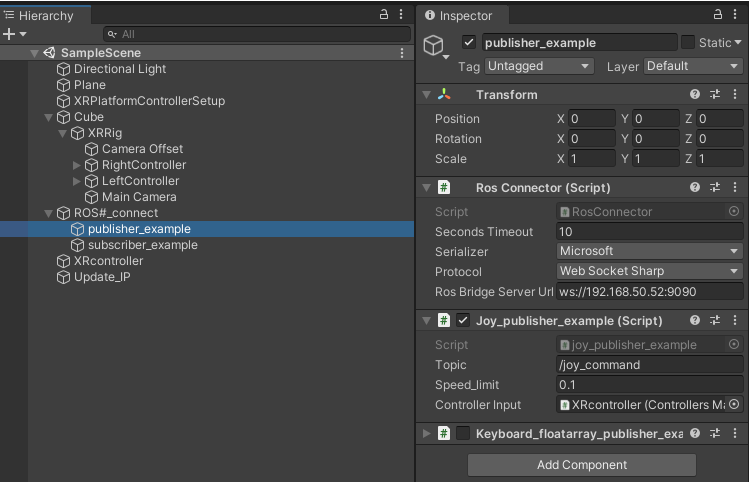 Hierarchy
All
SampleScene
Directional Light
Plane
XRPlatformControllerSetup
Cube
XRRig
Camera Offset
RightController
LeftController
Main Camera
ROS#_connect
publisher_example
subscriber_example
XRcontroller
Update_IP
Inspector
publisher_example Static
Tag Untagged Layer Default
Transform
Position X 0 Y 0 Z 0
Rotation X 0 Y 0 Z 0
Scale X 1 Y 1 Z 1
# Ros Connector (Script)
Script # RosConnector
Seconds Timeout 10
Serializer Microsoft
Protocol Web Socket Sharp
Ros Bridge Server Url ws://192.168.50.52:9090
# Joy_publisher_example (Script)
Script # joy_publisher_example
Topic /joy_command
Speed_limit 0.1
Controller Input # XRcontroller (Controllers Ma
# Keyboard_floatarray_publisher_exa
Add Component